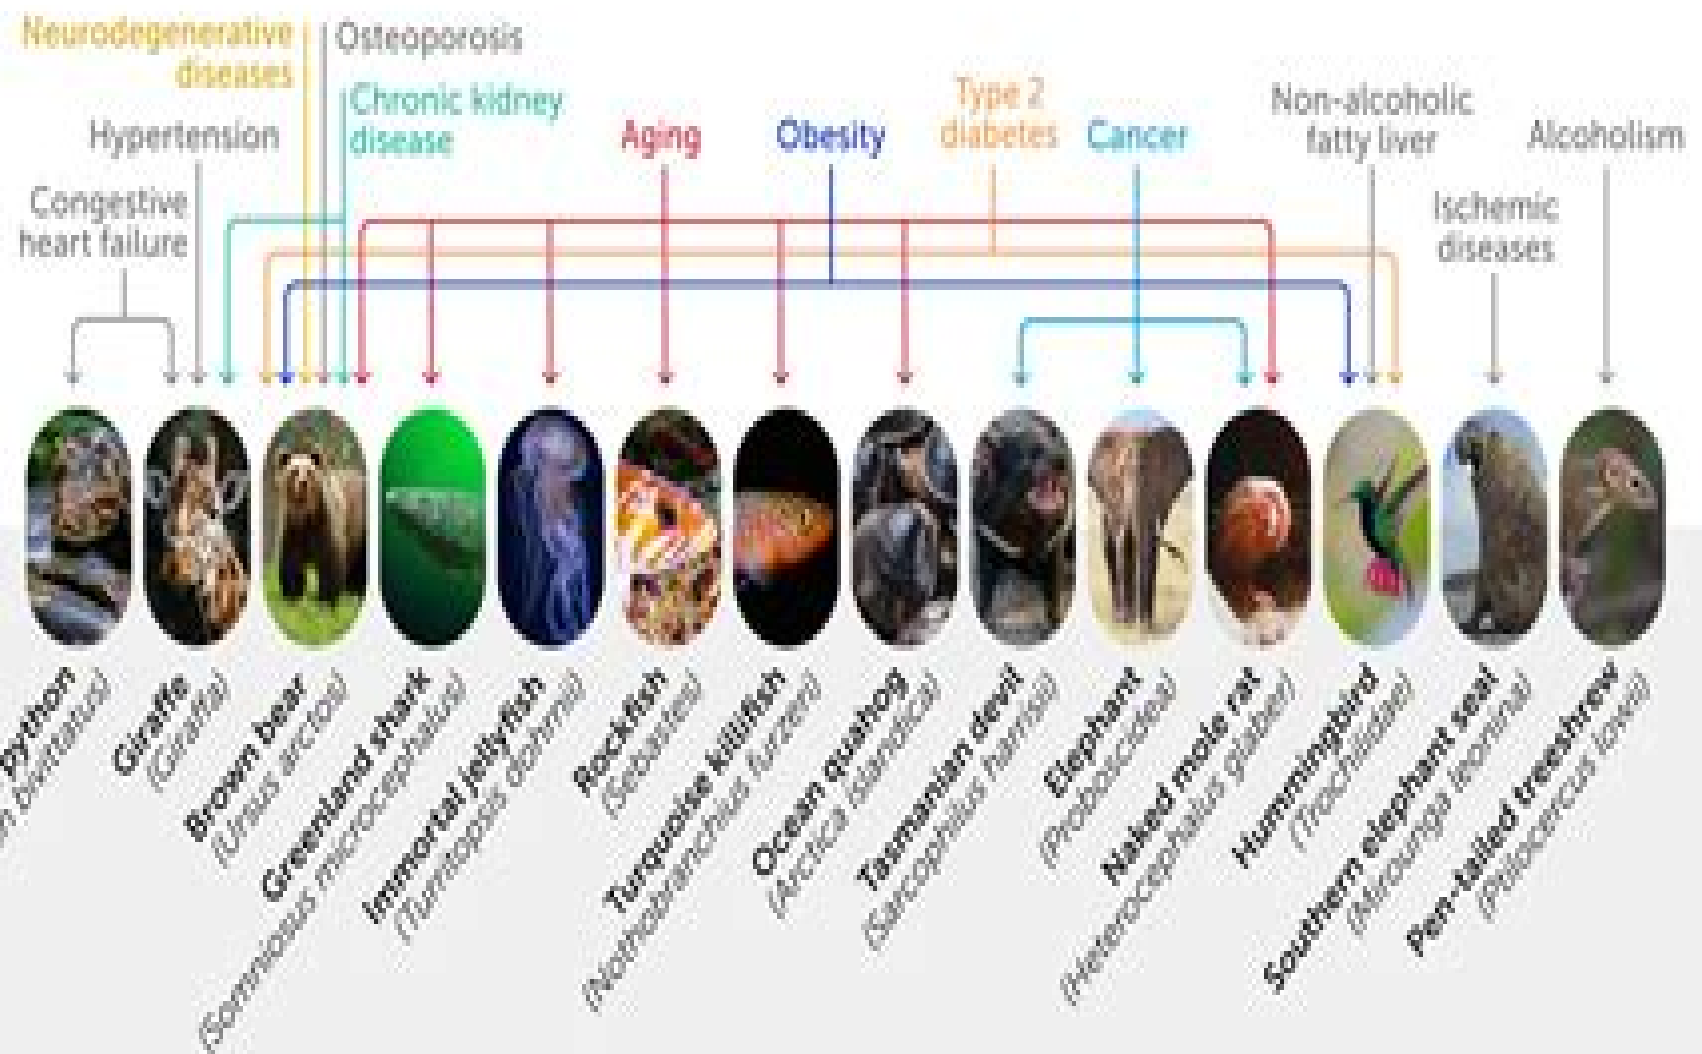 Neurodegenerative
diseases
Osteoporosis
Chronic kidney
disease
Hypertension
Congestive
heart failure
Aging
Obesity
Type 2
diabetes
Cancer
Non-alcoholic
fatty liver
Alcoholism
Ischemic
diseases
python
bivittatus)
Giraffe
(Giraffa)
Brown bear
(Ursus arctos)
Greenland shark
(Somniosus microcephalus)
Immortal jellyfish
(Turritopsis dohrnii)
Rockfish
(Sebastes)
Turquoise killifish
(Nothobranchius furzeri)
Ocean quahog
(Arctica islandica)
Tasmanian devil
(Sarcophilus harrisii)
Elephant
(Proboscidea)
Naked mole rat
(Heterocephalus glaber)
Hummingbird
(Trochilidae)
Southern elephant seal
(Mirounga leonina)
Pen-tailed treeshrew
(Ptilocercus lowii)